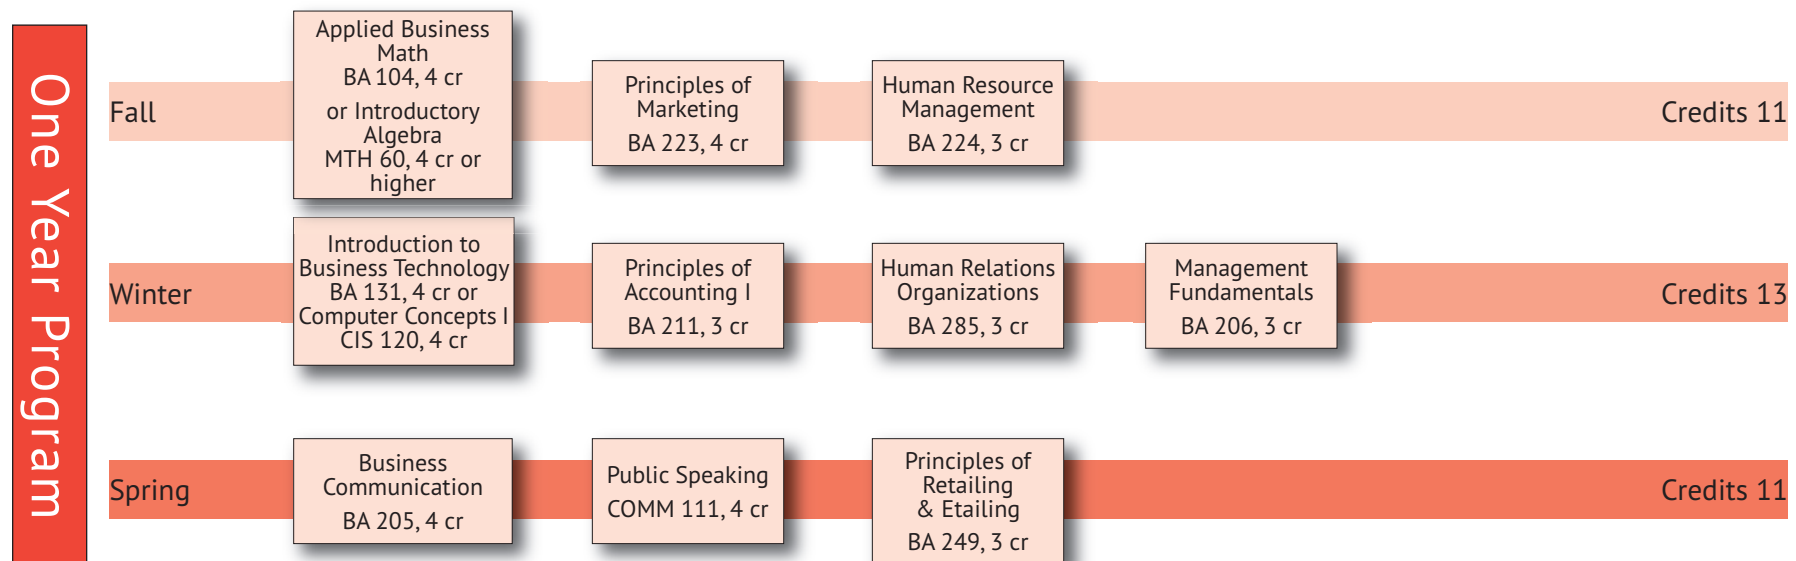 One Year Program
Fall
Applied Business
Math
BA 104, 4 cr
or Introductory
Algebra
MTH 60, 4 cr or
higher
Principles of
Marketing
BA 223, 4 cr
Human Resource
Management
BA 224, 3 cr
Credits 11
Winter
Introduction to
Business Technology
BA 131, 4 cr or
Computer Concepts I
CIS 120, 4 cr
Principles of
Accounting I
BA 211, 3 cr
Human Relations
Organizations
BA 285, 3 cr
Management
Fundamentals
BA 206, 3 cr
Credits 13
Spring
Business
Communication
BA 205, 4 cr
Public Speaking
COMM 111, 4 cr
Principles of
Retailing
& Etailing
BA 249, 3 cr
Credits 11